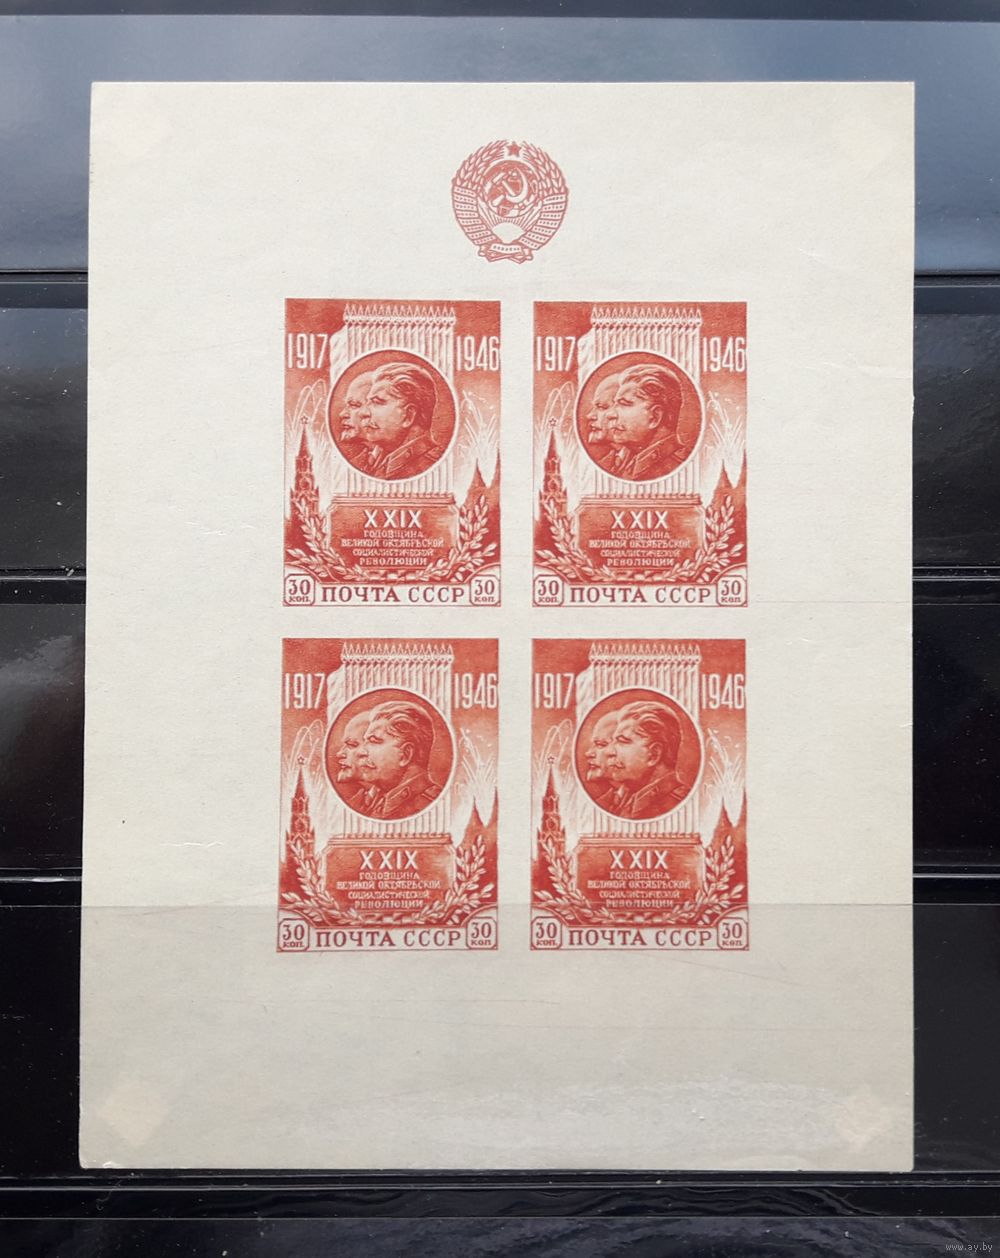 1917 1946
XXIX
ГОДОВЩИНА
ВЕЛИКОЙ ОКТЯБРЬСКОЙ
СОЦИАЛИСТИЧЕСКОЙ
РЕВОЛЮЦИИ
30 КОП. ПОЧТА СССР 30 КОП.
1917 1946
XXIX
ГОДОВЩИНА
ВЕЛИКОЙ ОКТЯБРЬСКОЙ
СОЦИАЛИСТИЧЕСКОЙ
РЕВОЛЮЦИИ
30 КОП. ПОЧТА СССР 30 КОП.
1917 1946
XXIX
ГОДОВЩИНА
ВЕЛИКОЙ ОКТЯБРЬСКОЙ
СОЦИАЛИСТИЧЕСКОЙ
РЕВОЛЮЦИИ
30 КОП. ПОЧТА СССР 30 КОП.
1917 1946
XXIX
ГОДОВЩИНА
ВЕЛИКОЙ ОКТЯБРЬСКОЙ
СОЦИАЛИСТИЧЕСКОЙ
РЕВОЛЮЦИИ
30 КОП. ПОЧТА СССР 30 КОП.
www.ay.by